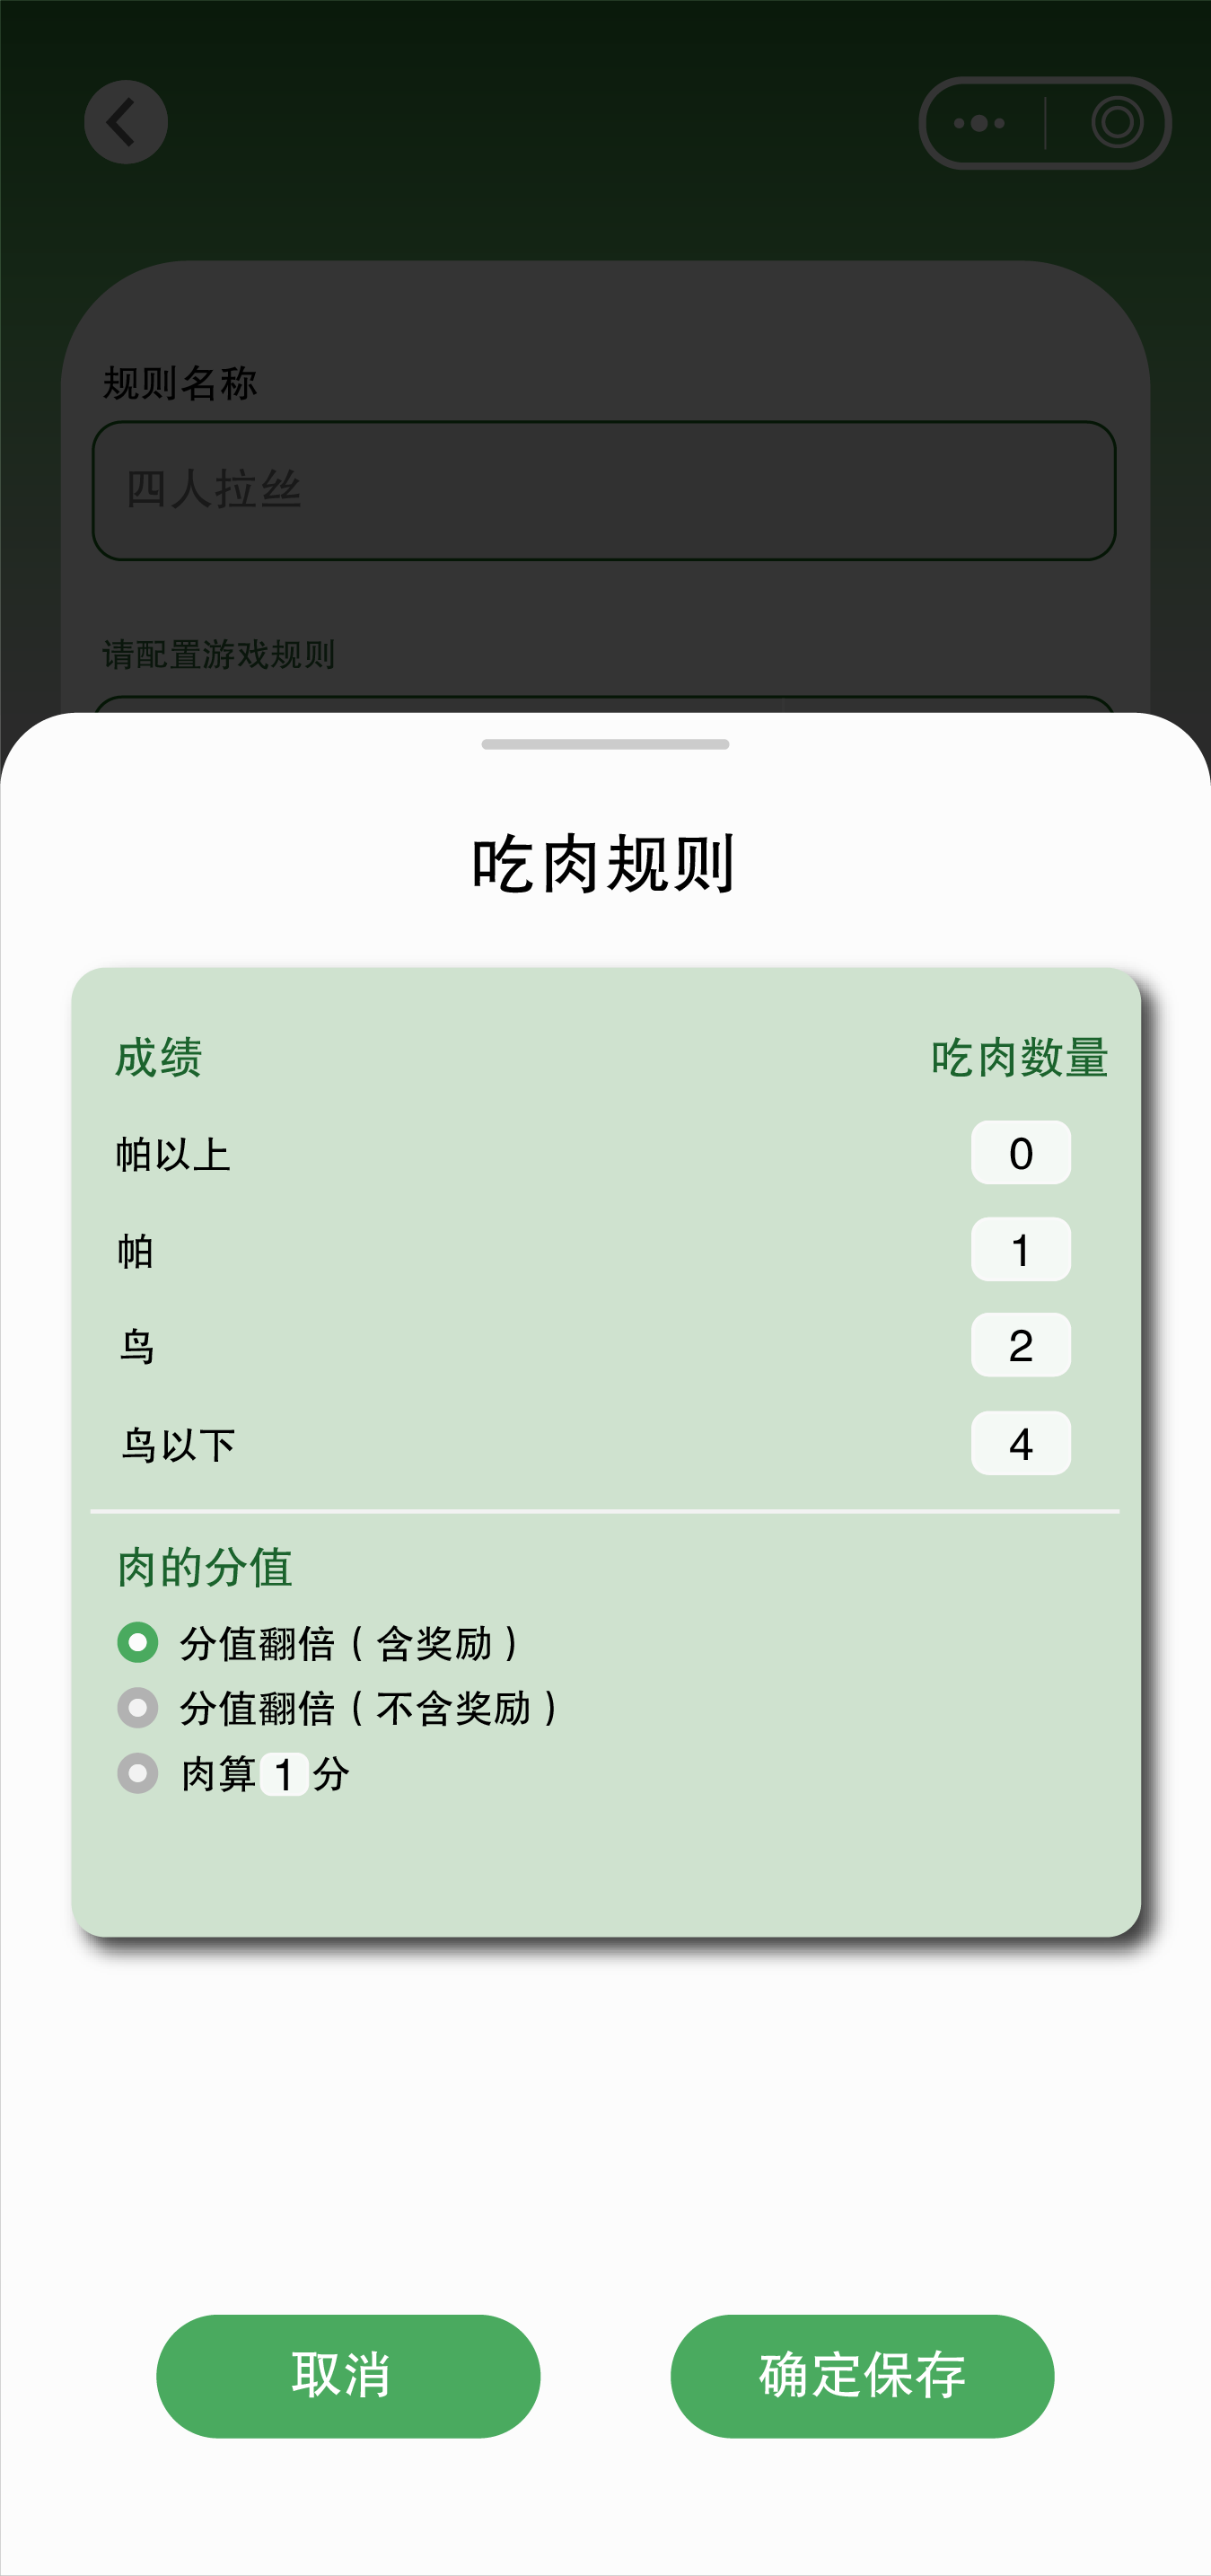 规则名称
四人拉丝
请配置游戏规则
吃肉规则
成绩 吃肉数量
帕以上 0
帕 1
鸟 2
鸟以下 4
肉的分值
分值翻倍（含奖励）
分值翻倍（不含奖励）
肉算1分
取消 确定保存